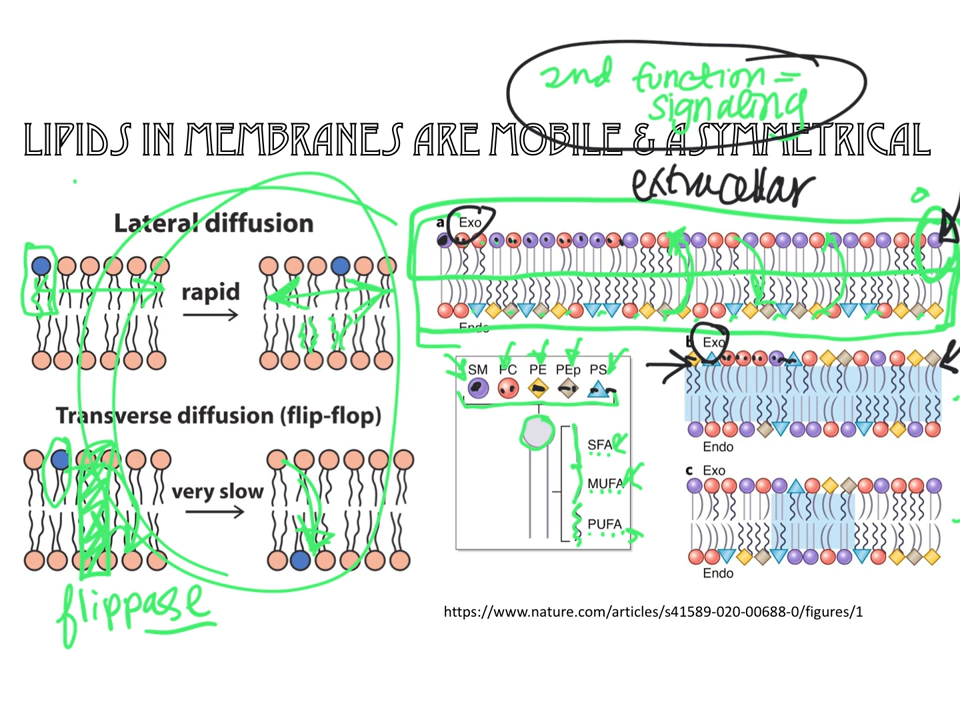 2nd function =
signaling
LIPIDS IN MEMBRANES ARE MOBILE & ASYMMETRICAL
extracellar
Lateral diffusion
rapid
Transverse diffusion (flip-flop)
very slow
flippase
a Exo
Endo
SM PC PE PEp PS
SFA
MUFA
PUFA
b Exo
Endo
c Exo
Endo
https://www.nature.com/articles/s41589-020-00688-0/figures/1